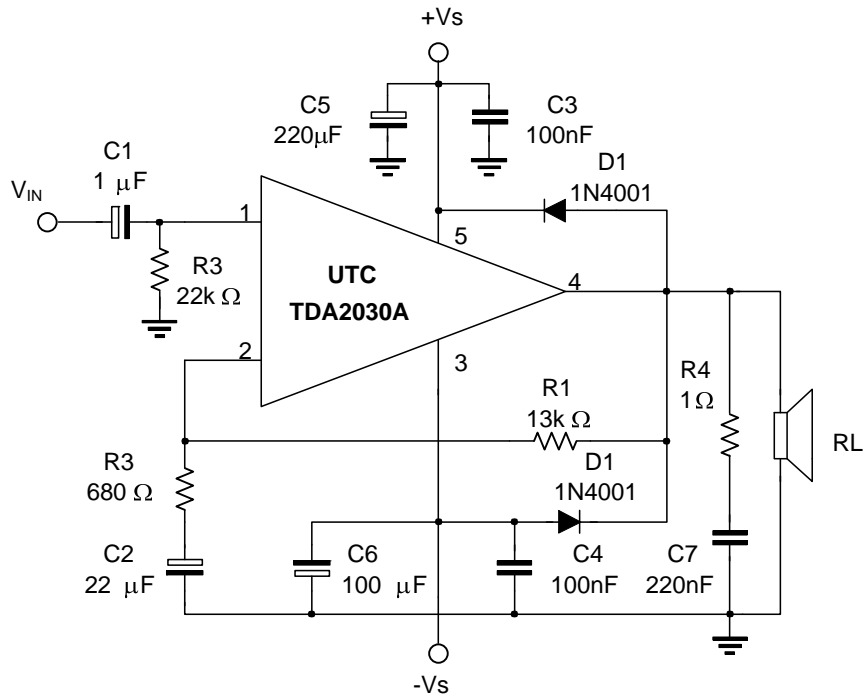 +Vs
C5
220μF
C3
100nF
C1
1 μF
D1
1N4001
VIN
1
R3
22k Ω
5
UTC
TDA2030A
4
2
3
R1
13k Ω
R4
1Ω
RL
R3
680 Ω
D1
1N4001
C2
22 μF
C6
100 μF
C4
100nF
C7
220nF
-Vs